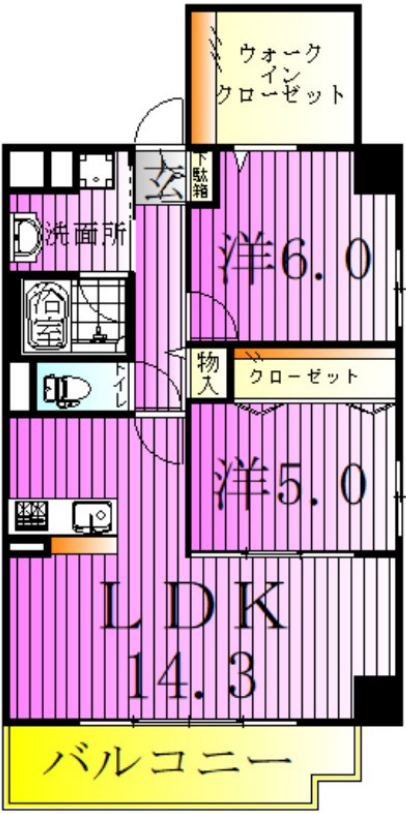 ウォーク
イン
クローゼット
玄
下駄箱
洗面所
洋6.0
浴室
トイレ
物入
クローゼット
洋5.0
LDK
14.3
バルコニー